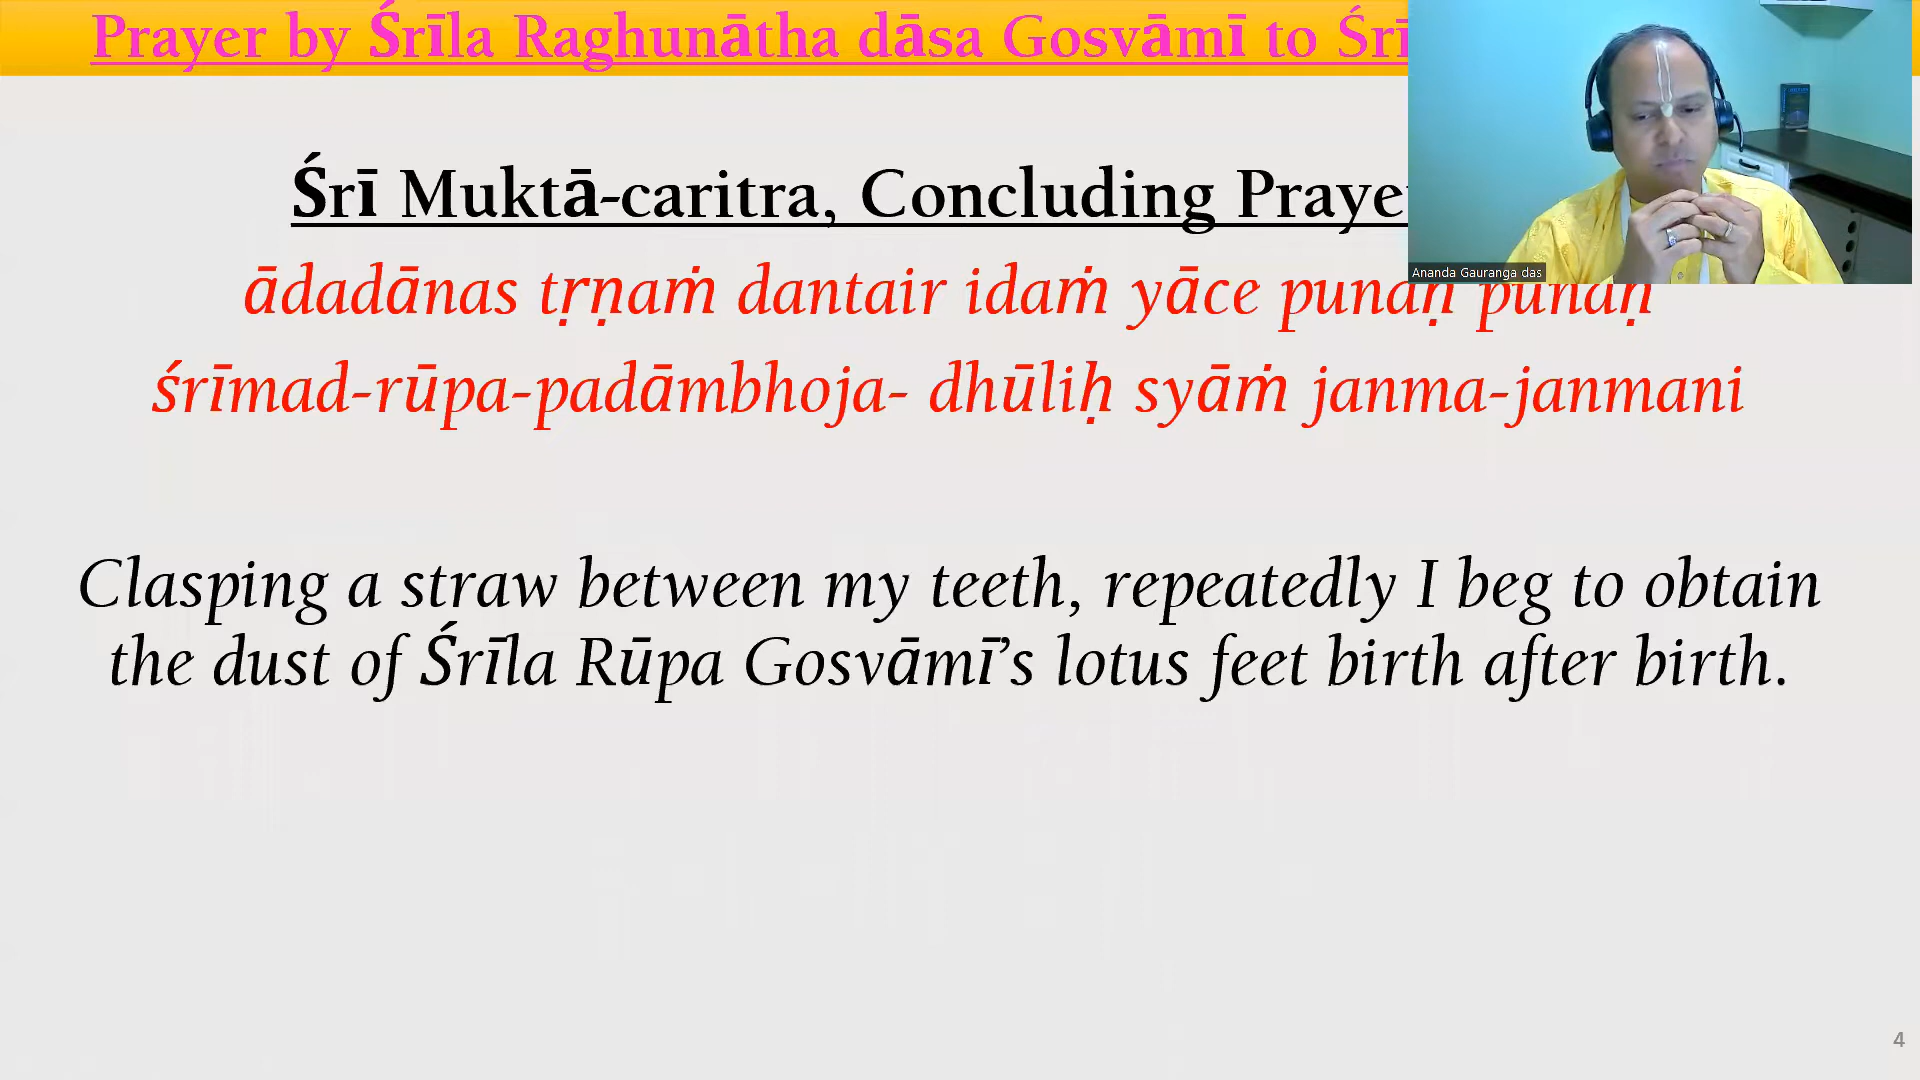 Prayer by Śrīla Raghunātha dāsa Gosvāmī to
Śrī Muktā-caritra, Concluding
ādadānas tṛṇaṁ dantair idaṁ yāce punaḥ punaḥ
śrīmad-rūpa-padāmbhoja- dhūliḥ syāṁ janma-janmani
Clasping a straw between my teeth, repeatedly I beg to obtain
the dust of Śrīla Rūpa Gosvāmī’s lotus feet birth after birth.
Ananda Gauranga das
4